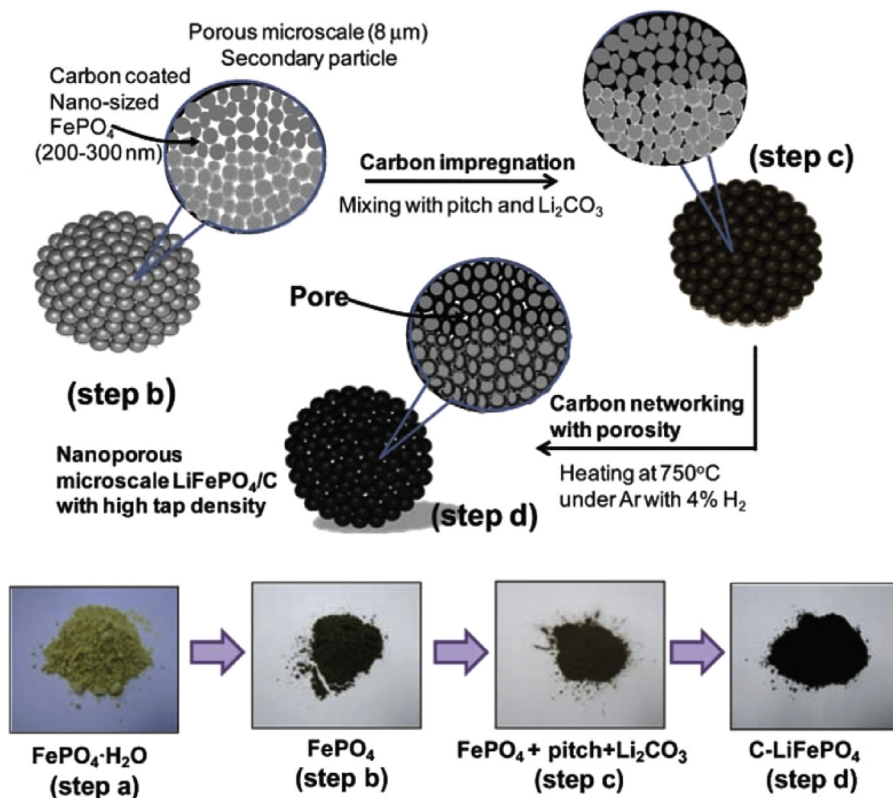 Porous microscale (8 μm)
Secondary particle
Carbon coated
Nano-sized
FePO₄
(200-300 nm)
Carbon impregnation
Mixing with pitch and Li₂CO₃
(step c)
(step b)
Pore
Carbon networking
with porosity
Heating at 750°C
under Ar with 4% H₂
Nanoporous
microscale LiFePO₄/C
with high tap density
(step d)
FePO₄·H₂O
(step a)
FePO₄
(step b)
FePO₄ + pitch+Li₂CO₃
(step c)
C-LiFePO₄
(step d)